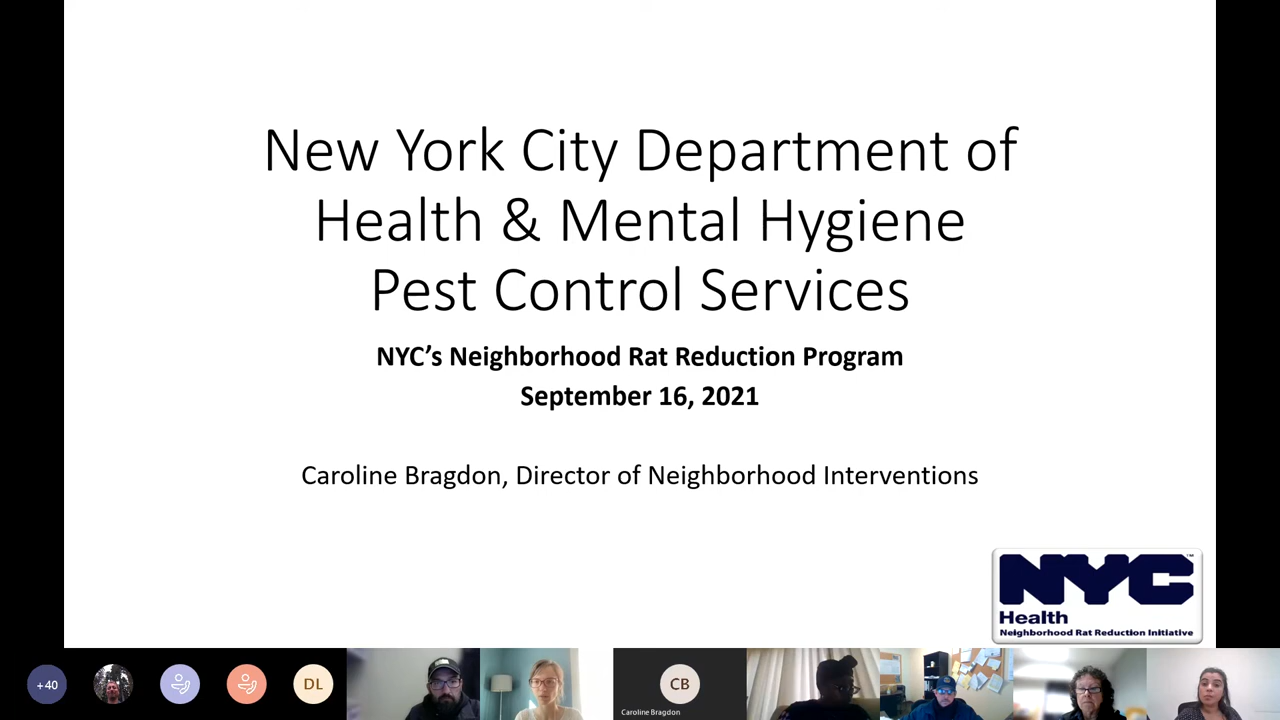 New York City Department of
Health & Mental Hygiene
Pest Control Services
NYC's Neighborhood Rat Reduction Program
September 16, 2021
Caroline Bragdon, Director of Neighborhood Interventions
NYC™
Health
Neighborhood Rat Reduction Initiative
+40
DL
CB
Caroline Bragdon